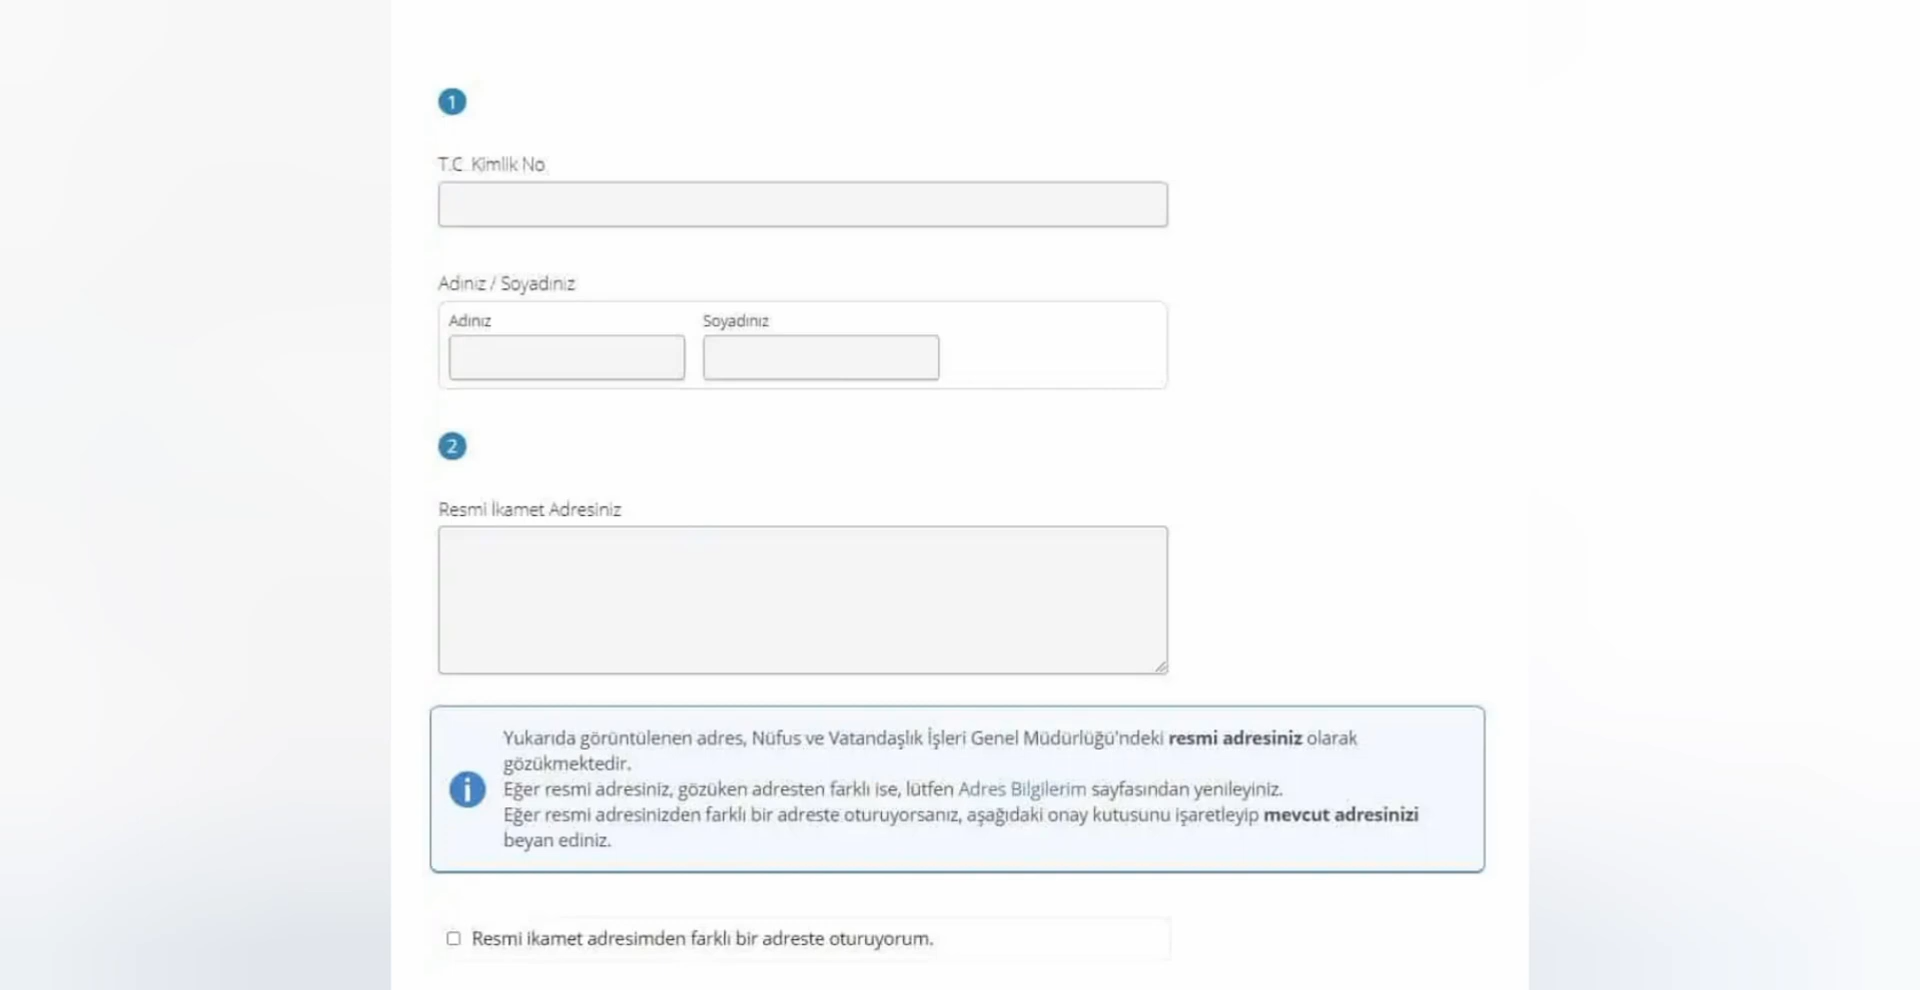 1
T.C. Kimlik No
Adınız / Soyadınız
Adınız Soyadınız
2
Resmi İkamet Adresiniz
Yukarıda görüntülenen adres, Nüfus ve Vatandaşlık İşleri Genel Müdürlüğü'ndeki resmi adresiniz olarak
gözükmektedir.
Eğer resmi adresiniz, gözüken adresten farklı ise, lütfen Adres Bilgilerim sayfasından yenileyiniz.
Eğer resmi adresinizden farklı bir adreste oturuyorsanız, aşağıdaki onay kutusunu işaretleyip mevcut adresinizi
beyan ediniz.
Resmi ikamet adresimden farklı bir adreste oturuyorum.